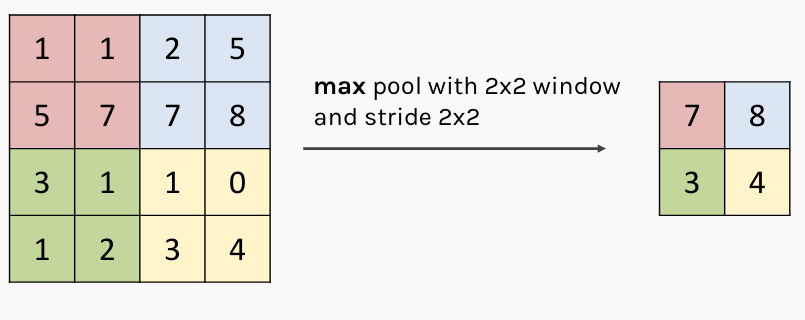 1 1 2 5
5 7 7 8
3 1 1 0
1 2 3 4
max pool with 2x2 window
and stride 2x2
7 8
3 4